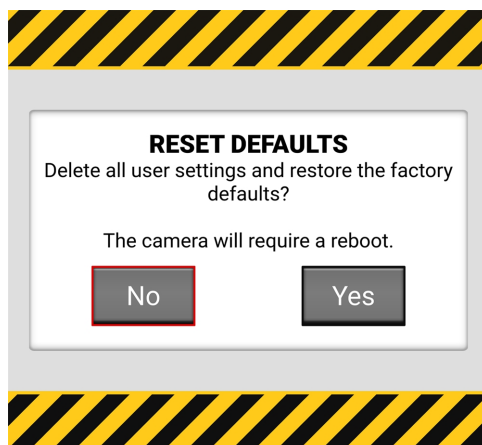 RESET DEFAULTS
Delete all user settings and restore the factory
defaults?
The camera will require a reboot.
No
Yes